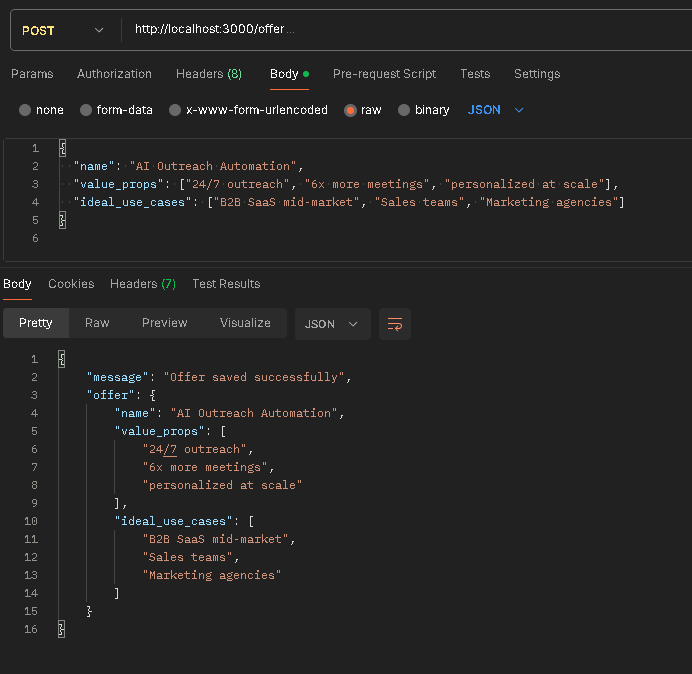 POST http://localhost:3000/offer...
Params Authorization Headers (8) Body Pre-request Script Tests Settings
none form-data x-www-form-urlencoded raw binary JSON
1 {
2 "name": "AI Outreach Automation",
3 "value_props": ["24/7 outreach", "6x more meetings", "personalized at scale"],
4 "ideal_use_cases": ["B2B SaaS mid-market", "Sales teams", "Marketing agencies"]
5 }
6
Body Cookies Headers (7) Test Results
Pretty Raw Preview Visualize JSON
1 {
2 "message": "Offer saved successfully",
3 "offer": {
4 "name": "AI Outreach Automation",
5 "value_props": [
6 "24/7 outreach",
7 "6x more meetings",
8 "personalized at scale"
9 ],
10 "ideal_use_cases": [
11 "B2B SaaS mid-market",
12 "Sales teams",
13 "Marketing agencies"
14 ]
15 }
16 }